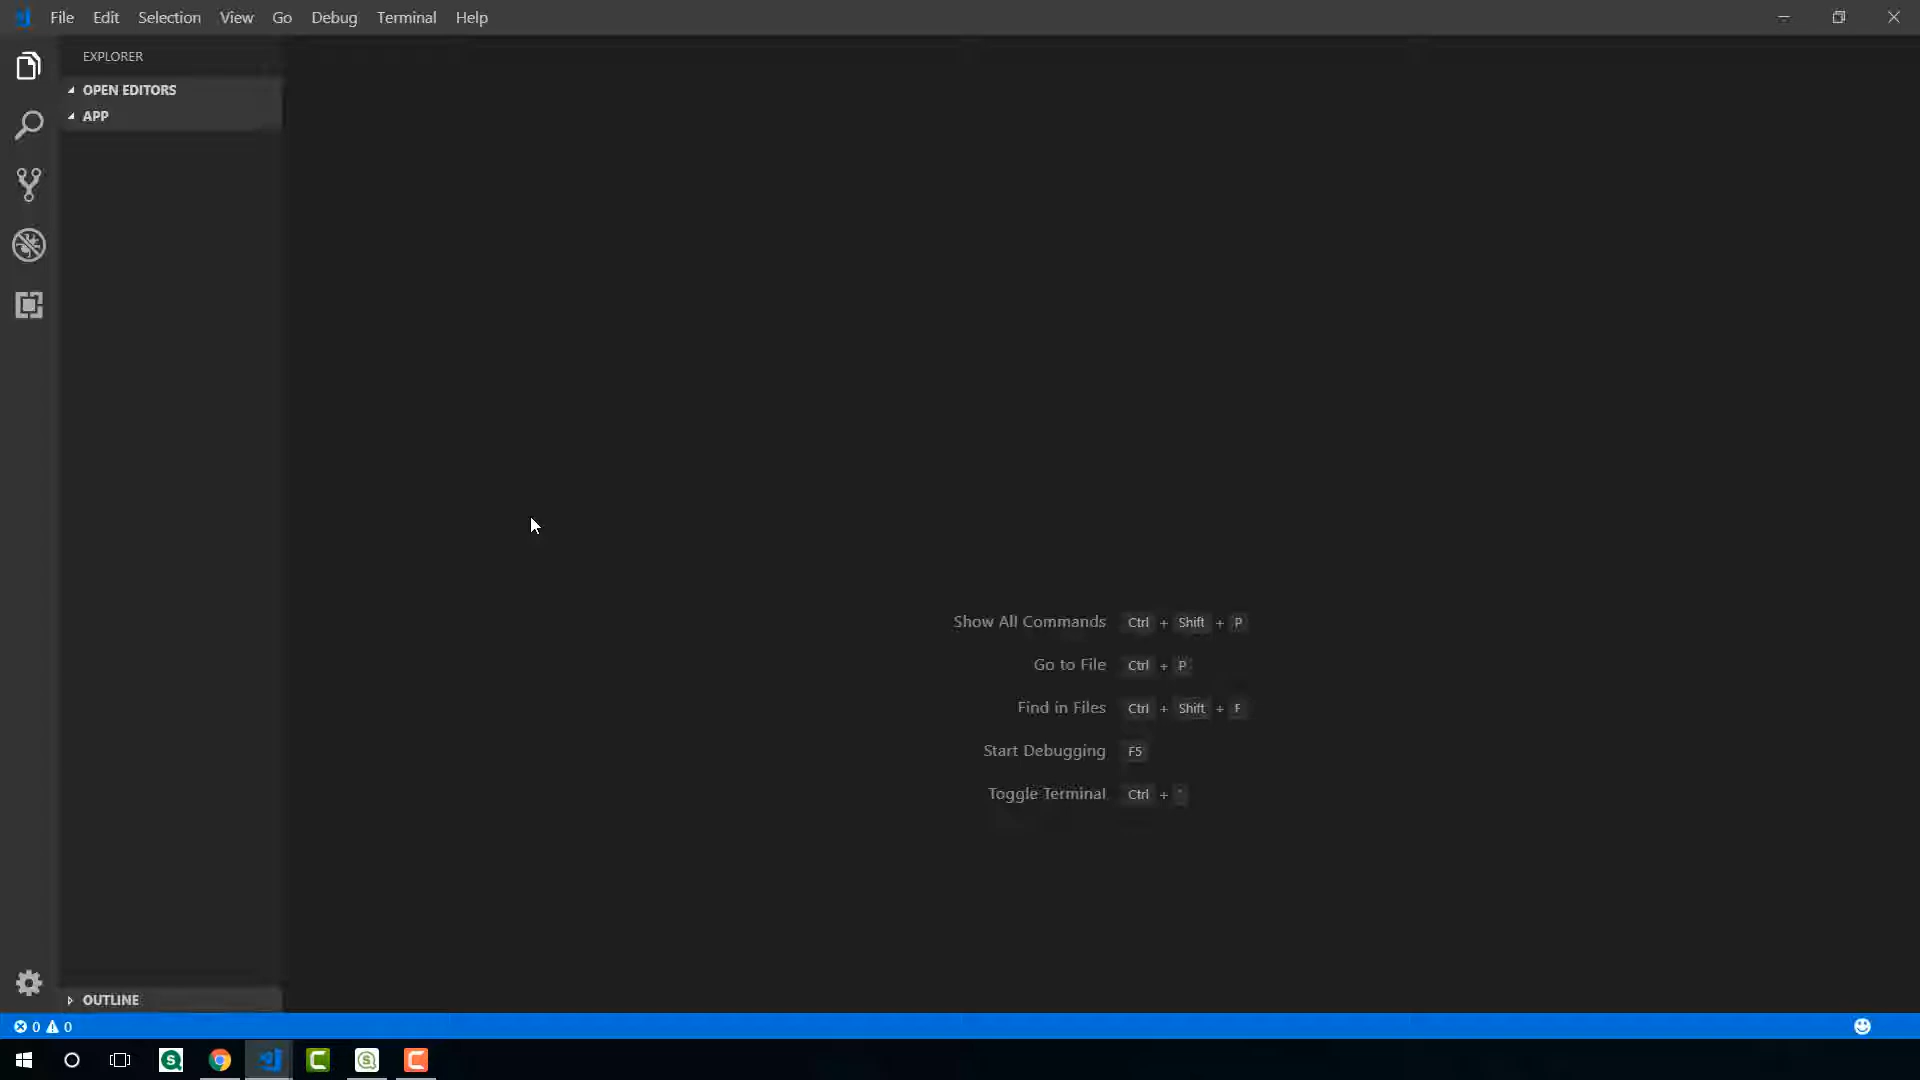 File Edit Selection View Go Debug Terminal Help
EXPLORER
OPEN EDITORS
APP
Show All Commands Ctrl + Shift + P
Go to File Ctrl + P
Find in Files Ctrl + Shift + F
Start Debugging F5
Toggle Terminal Ctrl + `
OUTLINE
0 0